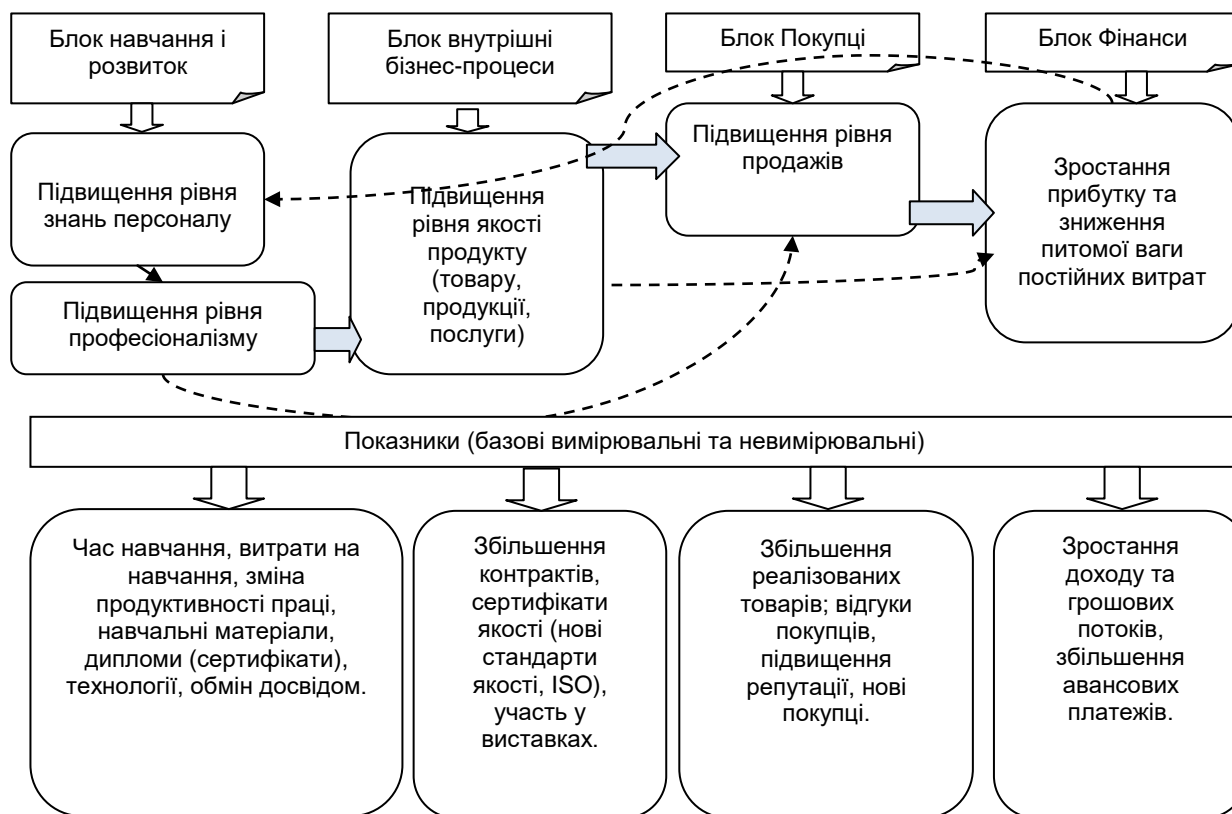 Блок навчання і
розвиток
Блок внутрішні
бізнес-процеси
Блок Покупці
Блок Фінанси
Підвищення рівня
знань персоналу
Підвищення рівня
професіоналізму
Підвищення
рівня якості
продукту
(товару,
продукції,
послуги)
Підвищення рівня
продажів
Зростання
прибутку та
зниження
питомої ваги
постійних витрат
Показники (базові вимірювальні та невимірювальні)
Час навчання, витрати на
навчання, зміна
продуктивності праці,
навчальні матеріали,
дипломи (сертифікати),
технології, обмін досвідом.
Збільшення
контрактів,
сертифікати
якості (нові
стандарти
якості, ISO),
участь у
виставках.
Збільшення
реалізованих
товарів; відгуки
покупців,
підвищення
репутації, нові
покупці.
Зростання
доходу та
грошових
потоків,
збільшення
авансових
платежів.